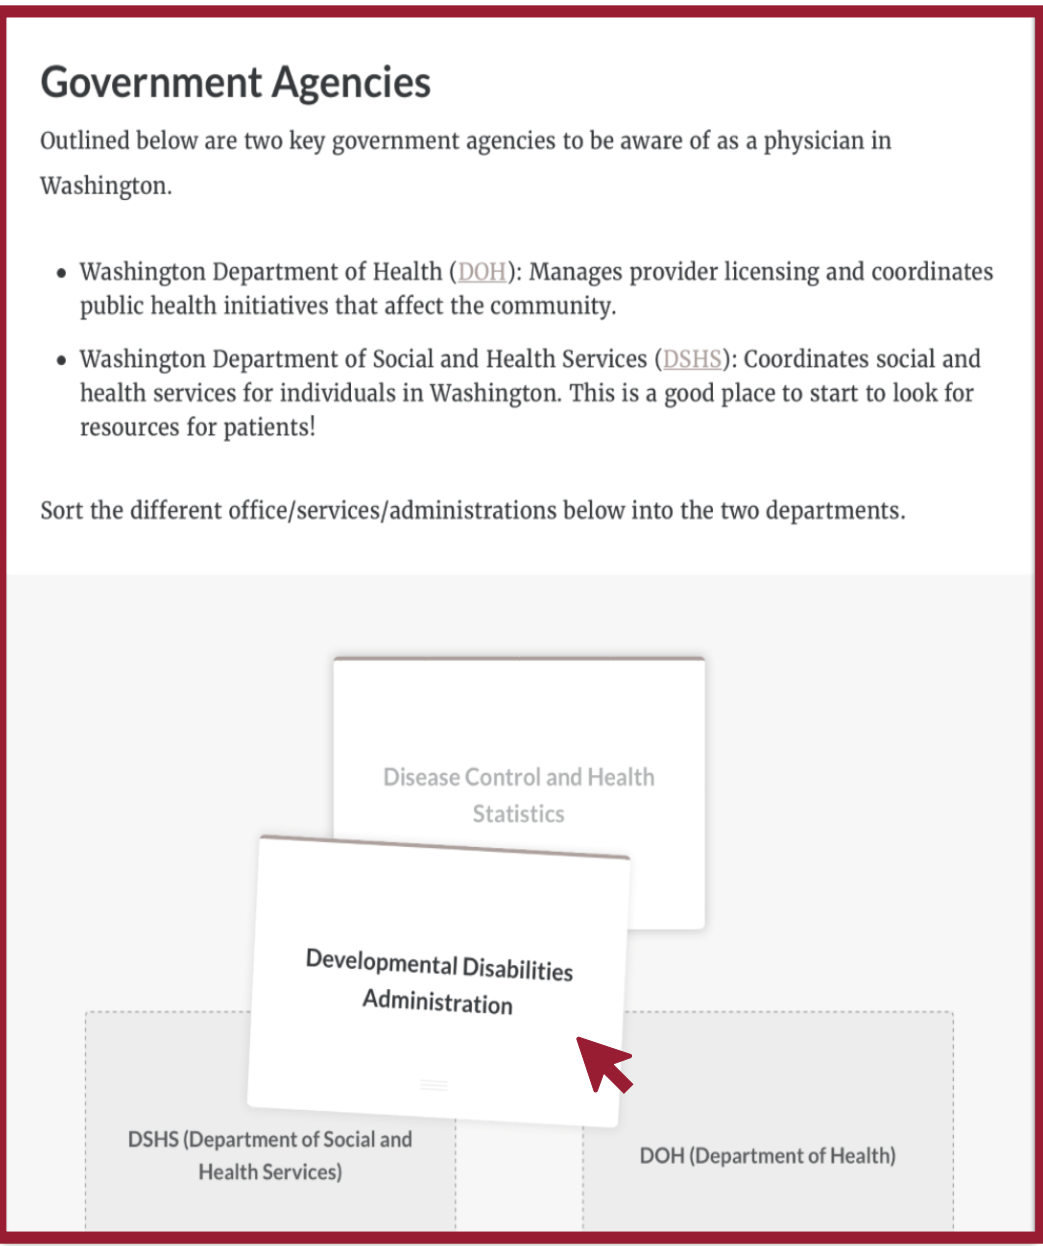 Government Agencies
Outlined below are two key government agencies to be aware of as a physician in
Washington.
• Washington Department of Health (DOH): Manages provider licensing and coordinates
public health initiatives that affect the community.
• Washington Department of Social and Health Services (DSHS): Coordinates social and
health services for individuals in Washington. This is a good place to start to look for
resources for patients!
Sort the different office/services/administrations below into the two departments.
Disease Control and Health
Statistics
Developmental Disabilities
Administration
DSHS (Department of Social and
Health Services)
DOH (Department of Health)